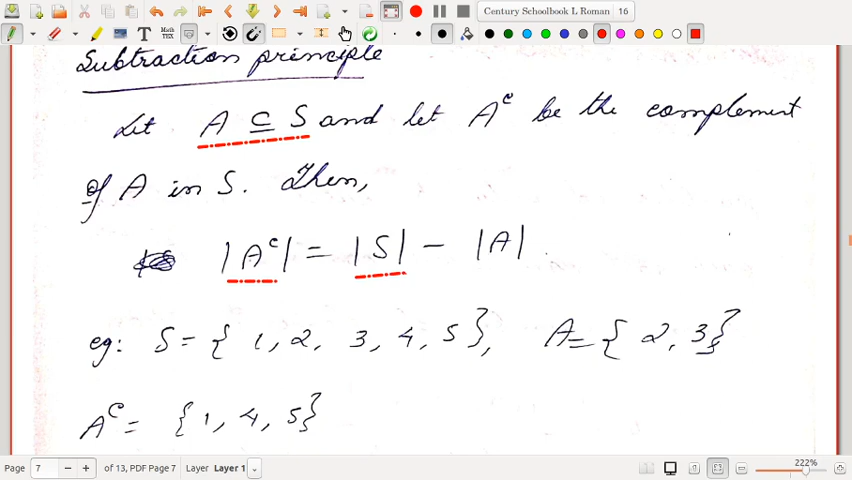 Century Schoolbook L Roman 16
T Math TEX
Subtraction principle
Let A ⊆ S and let Aᶜ be the complement
of A in S. Then,
|Aᶜ| = |S| - |A|
eg: S = { 1, 2, 3, 4, 5 }, A = { 2, 3 }
Aᶜ = { 1, 4, 5 }
Page 7 of 13, PDF Page 7 Layer Layer 1 222%